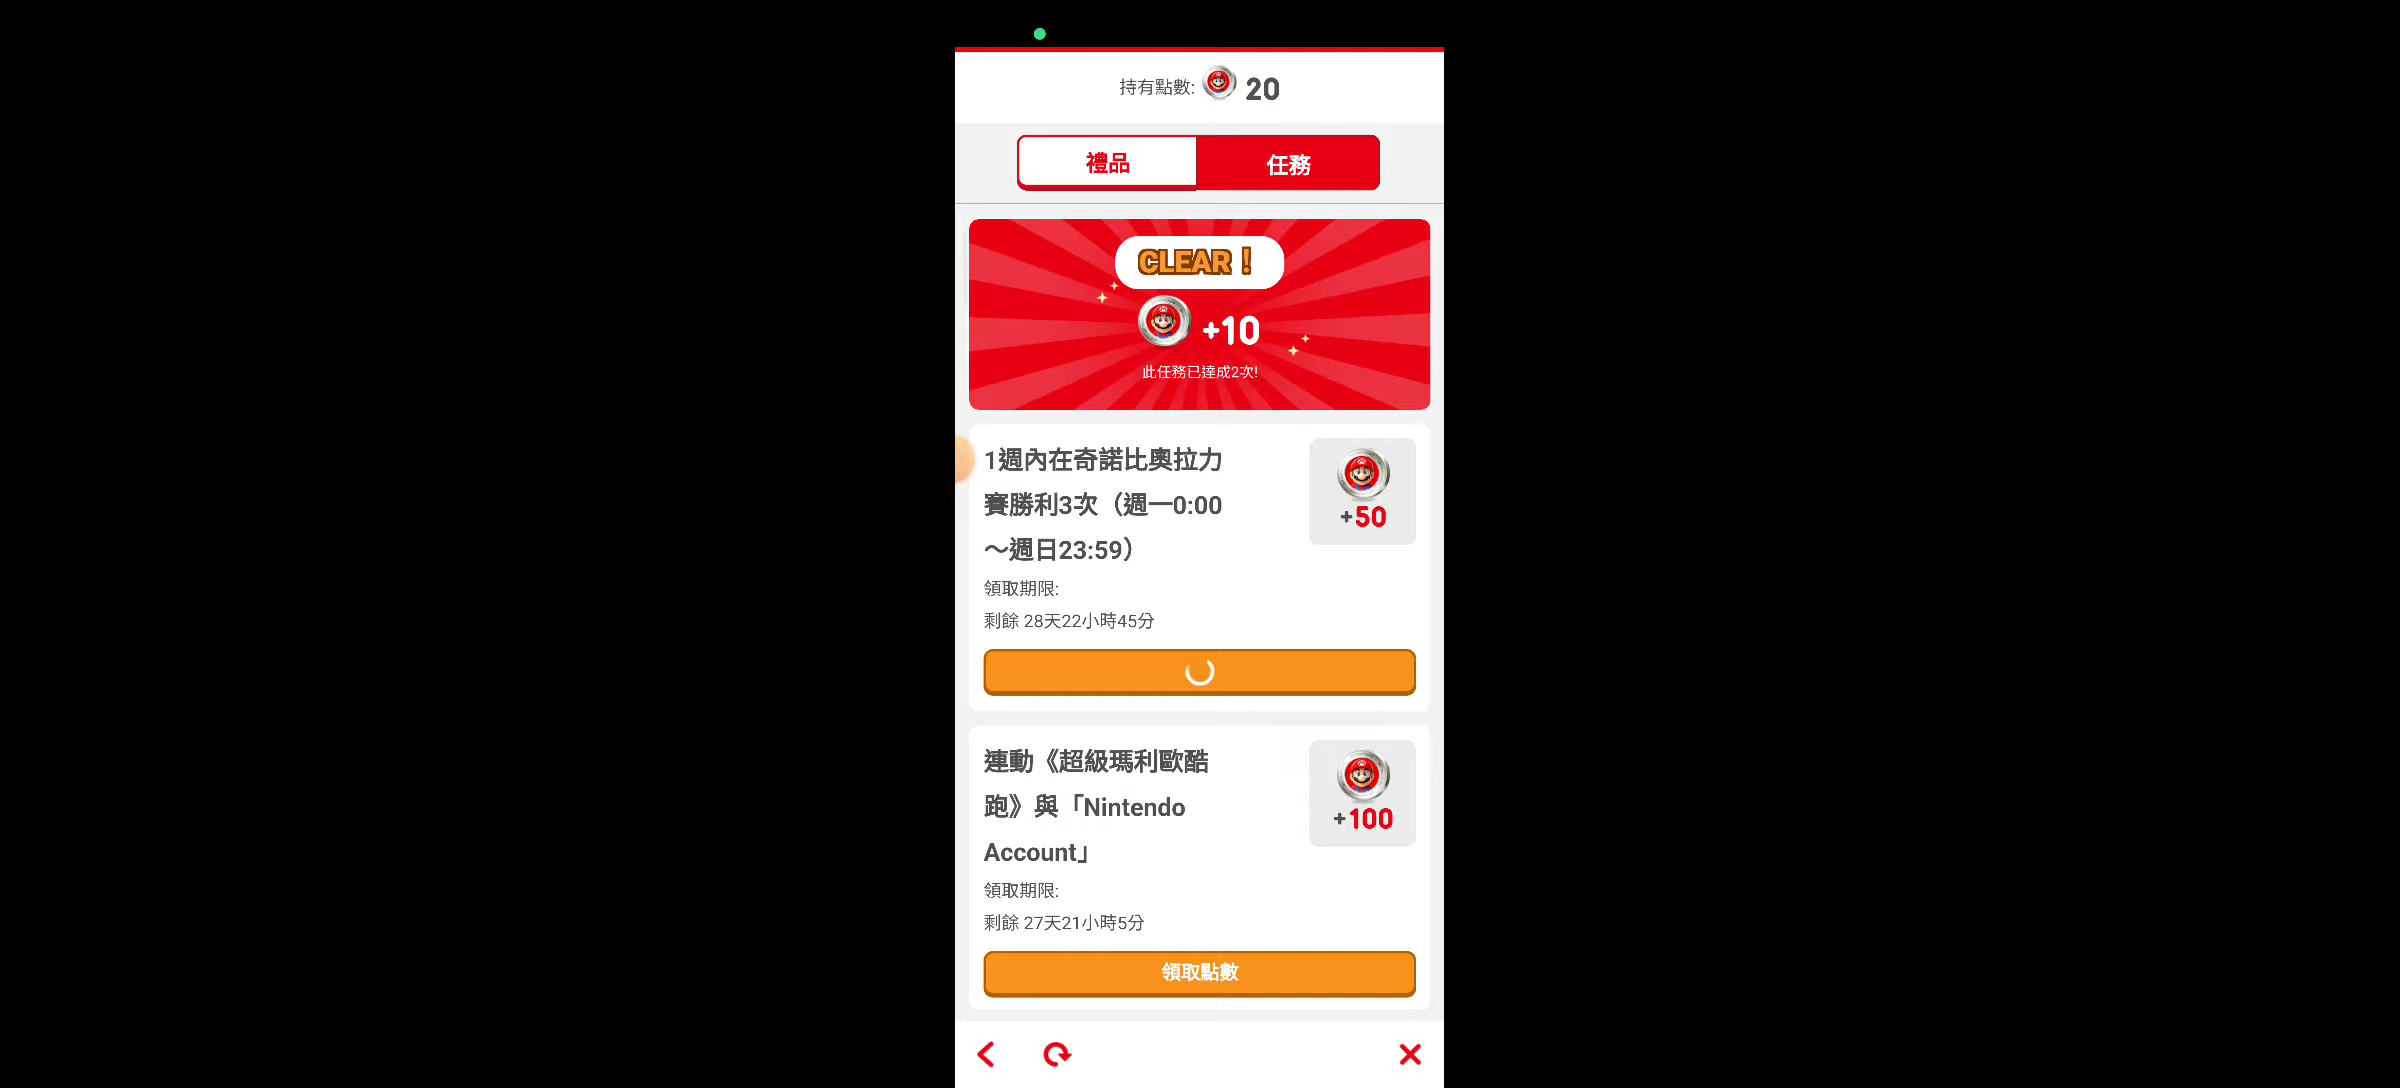 持有點數: 20
禮品
任務
CLEAR！
+10
此任務已達成2次!
1週內在奇諾比奧拉力
賽勝利3次（週一0:00
～週日23:59）
+50
領取期限:
剩餘 28天22小時45分
連動《超級瑪利歐酷
跑》與「Nintendo
Account」
+100
領取期限:
剩餘 27天21小時5分
領取點數